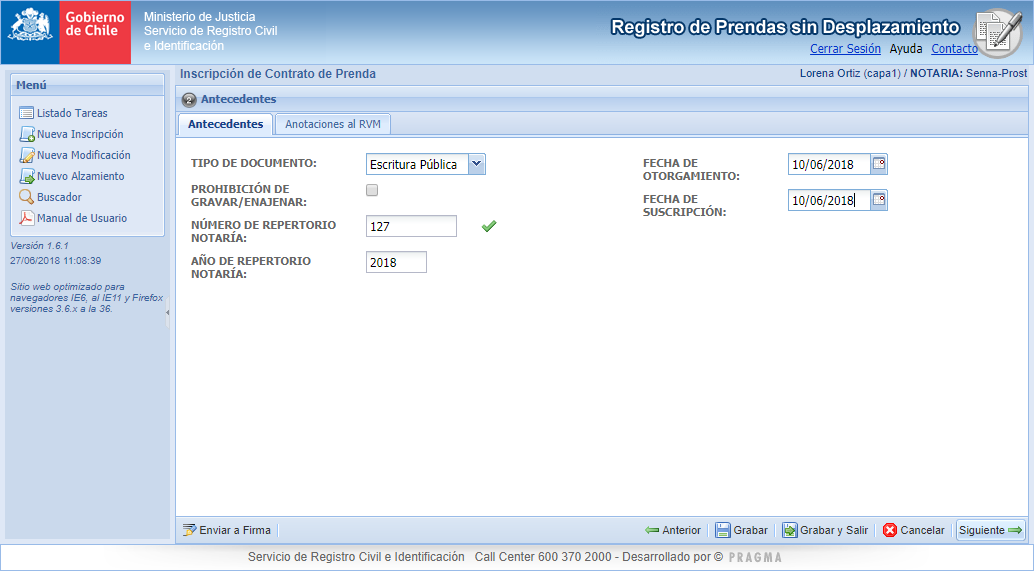 Gobierno
de Chile
Ministerio de Justicia
Servicio de Registro Civil
e Identificación
Registro de Prendas sin Desplazamiento
Cerrar Sesión Ayuda Contacto
Menú
Listado Tareas
Nueva Inscripción
Nueva Modificación
Nuevo Alzamiento
Buscador
Manual de Usuario
Versión 1.6.1
27/06/2018 11:08:39
Sitio web optimizado para
navegadores IE6, al IE11 y Firefox
versiones 3.6.x a la 36.
Inscripción de Contrato de Prenda
Lorena Ortiz (capa1) / NOTARIA: Senna-Prost
2 Antecedentes
Antecedentes Anotaciones al RVM
TIPO DE DOCUMENTO: Escritura Pública
PROHIBICIÓN DE
GRAVAR/ENAJENAR:
NÚMERO DE REPERTORIO
NOTARÍA:
127
AÑO DE REPERTORIO
NOTARÍA:
2018
FECHA DE
OTORGAMIENTO:
10/06/2018
FECHA DE
SUSCRIPCIÓN:
10/06/2018
Enviar a Firma Anterior Grabar Grabar y Salir Cancelar Siguiente
Servicio de Registro Civil e Identificación Call Center 600 370 2000 - Desarrollado por © PRAGMA